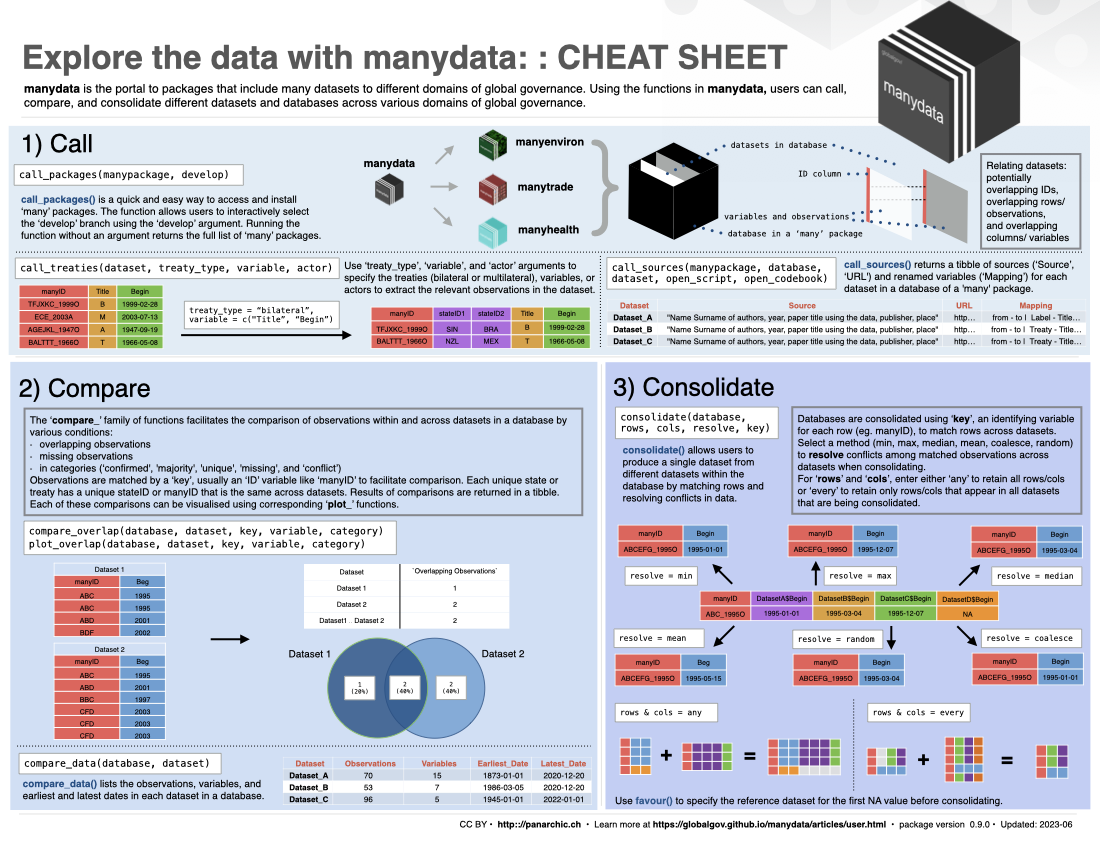 Explore the data with manydata: : CHEAT SHEET
manydata is the portal to packages that include many datasets to different domains of global governance. Using the functions in manydata, users can call,
compare, and consolidate different datasets and databases across various domains of global governance.
globalgov
manydata
1) Call
call_packages(manypackage, develop)
call_packages() is a quick and easy way to access and install
‘many’ packages. The function allows users to interactively select
the ‘develop’ branch using the ‘develop’ argument. Running the
function without an argument returns the full list of ‘many’ packages.
manydata
manyenviron
manytrade
manyhealth
datasets in database
ID column
variables and observations
database in a ‘many’ package
Relating datasets:
potentially
overlapping IDs,
overlapping rows/
observations,
and overlapping
columns/ variables
call_treaties(dataset, treaty_type, variable, actor)
Use ‘treaty_type’, ‘variable’, and ‘actor’ arguments to
specify the treaties (bilateral or multilateral), variables, or
actors to extract the relevant observations in the dataset.
manyID Title Begin
TFJXKC_1999O B 1999-02-28
ECE_2003A M 2003-07-13
AGEJKL_1947O A 1947-09-19
BALTTT_1966O T 1966-05-08
treaty_type = “bilateral”,
variable = c("Title", “Begin”)
manyID stateID1 stateID2 Title Begin
TFJXKC_1999O SIN BRA B 1999-02-28
BALTTT_1966O NZL MEX T 1966-05-08
call_sources(manypackage, database,
dataset, open_script, open_codebook)
call_sources() returns a tibble of sources (‘Source’,
‘URL’) and renamed variables (‘Mapping’) for each
dataset in a database of a ‘many’ package.
Dataset Source URL Mapping
Dataset_A "Name Surname of authors, year, paper title using the data, publisher, place" http... from - to I Label - Title...
Dataset_B "Name Surname of authors, year, paper title using the data, publisher, place" http... from - to I Treaty - Title...
Dataset_C "Name Surname of authors, year, paper title using the data, publisher, place" http... from - to I Treaty - Title...
2) Compare
The ‘compare_’ family of functions facilitates the comparison of observations within and across datasets in a database by
various conditions:
- overlapping observations
- missing observations
- in categories (‘confirmed’, ‘majority’, ‘unique’, ‘missing’, and ‘conflict’)
Observations are matched by a ‘key’, usually an ‘ID’ variable like ‘manyID’ to facilitate comparison. Each unique state or
treaty has a unique stateID or manyID that is the same across datasets. Results of comparisons are returned in a tibble.
Each of these comparisons can be visualised using corresponding ‘plot_’ functions.
compare_overlap(database, dataset, key, variable, category)
plot_overlap(database, dataset, key, variable, category)
Dataset 1
manyID Beg
ABC 1995
ABC 1995
ABD 2001
BDF 2002
Dataset 2
manyID Beg
ABC 1995
ABD 2001
BBC 1997
CFD 2003
CFD 2003
CFD 2003
Dataset `Overlapping Observations`
Dataset 1 1
Dataset 2 2
Dataset1 . Dataset 2 2
Dataset 1
Dataset 2
1 2 2
(20%) (40%) (40%)
compare_data(database, dataset)
compare_data() lists the observations, variables, and
earliest and latest dates in each dataset in a database.
Dataset Observations Variables Earliest_Date Latest_Date
Dataset_A 70 15 1873-01-01 2020-12-20
Dataset_B 53 7 1986-03-05 2020-12-20
Dataset_C 96 5 1945-01-01 2022-01-01
3) Consolidate
consolidate(database,
rows, cols, resolve, key)
consolidate() allows users to
produce a single dataset from
different datasets within the
database by matching rows and
resolving conflicts in data.
Databases are consolidated using ‘key’, an identifying variable
for each row (eg. manyID), to match rows across datasets.
Select a method (min, max, median, mean, coalesce, random)
to resolve conflicts among matched observations across
datasets when consolidating.
For ‘rows’ and ‘cols’, enter either ‘any’ to retain all rows/cols
or ‘every’ to retain only rows/cols that appear in all datasets
that are being consolidated.
manyID Begin
ABCEFG_1995O 1995-01-01
manyID Begin
ABCEFG_1995O 1995-12-07
manyID Begin
ABCEFG_1995O 1995-03-04
resolve = min
resolve = max
resolve = median
manyID DatasetA$Begin DatasetB$Begin DatasetC$Begin DatasetD$Begin
ABC_1995O 1995-01-01 1995-03-04 1995-12-07 NA
resolve = mean
resolve = random
resolve = coalesce
manyID Beg
ABCEFG_1995O 1995-05-15
manyID Begin
ABCEFG_1995O 1995-03-04
manyID Begin
ABCEFG_1995O 1995-01-01
rows & cols = any
+ =
rows & cols = every
+ =
Use favour() to specify the reference dataset for the first NA value before consolidating.
CC BY • http://panarchic.ch • Learn more at https://globalgov.github.io/manydata/articles/user.html • package version 0.9.0 • Updated: 2023-06